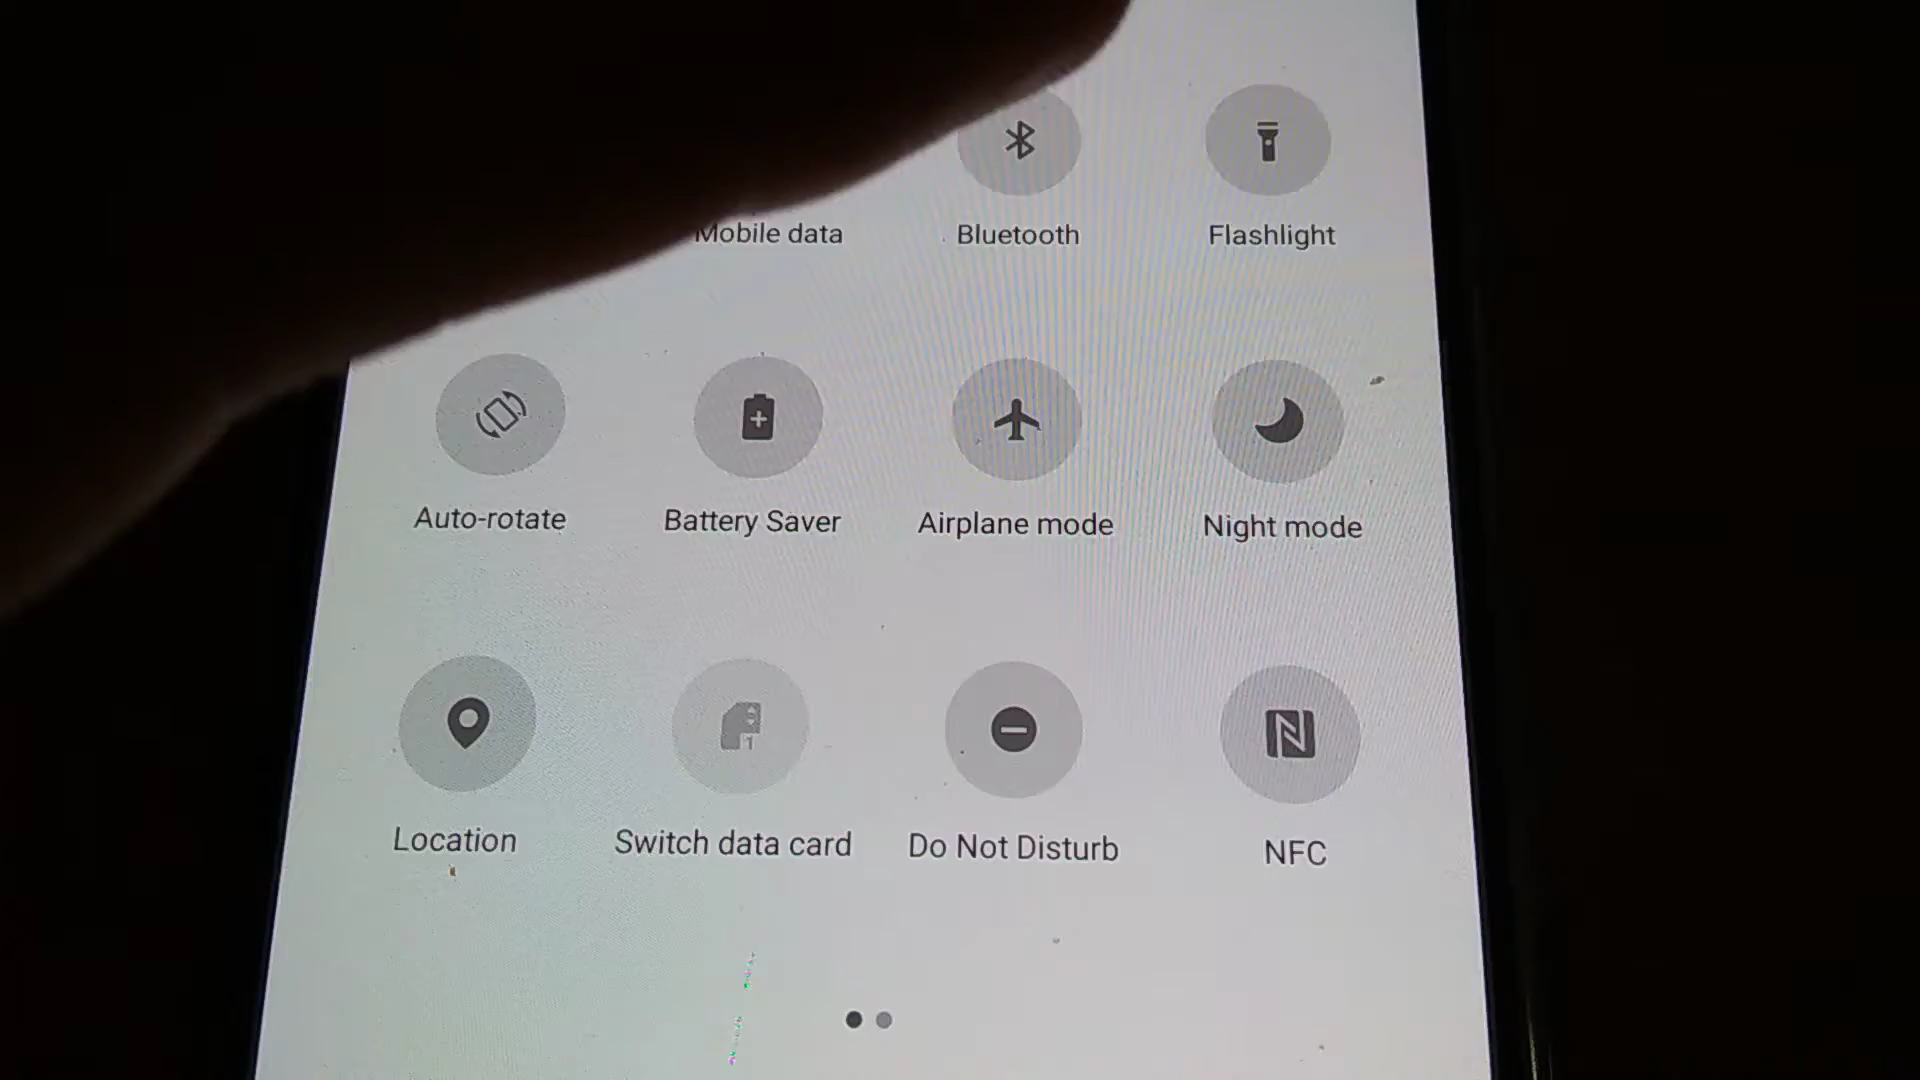 Mobile data
Bluetooth
Flashlight
Auto-rotate
Battery Saver
Airplane mode
Night mode
1
Location
Switch data card
Do Not Disturb
NFC